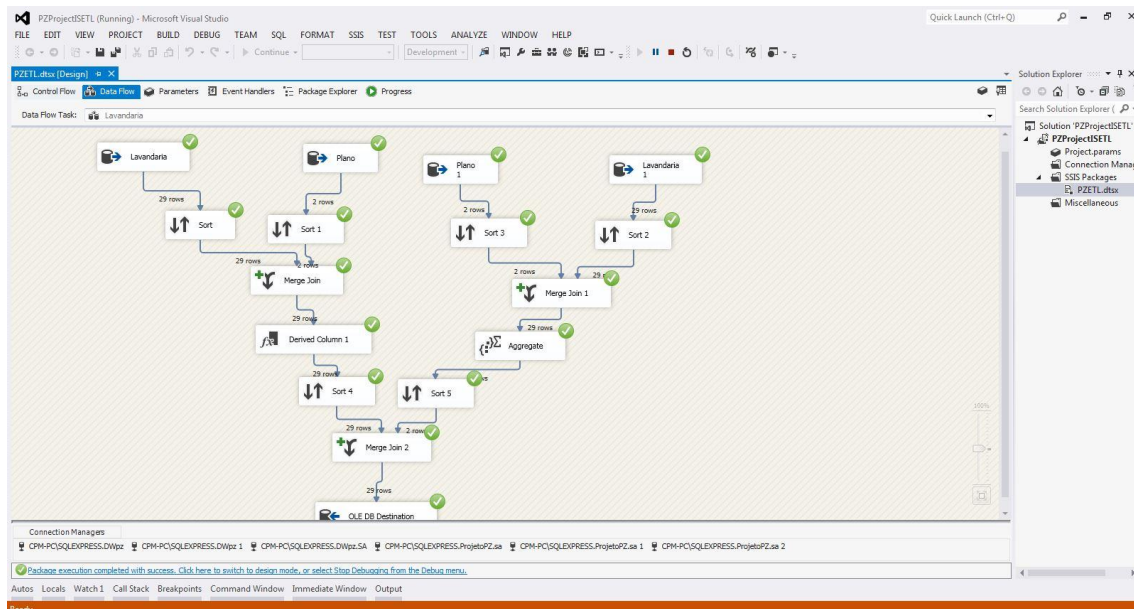 PZProjectISETL (Running) - Microsoft Visual Studio
Quick Launch (Ctrl+Q)
FILE EDIT VIEW PROJECT BUILD DEBUG TEAM SQL FORMAT SSIS TEST TOOLS ANALYZE WINDOW HELP
Continue
Development
PZETL.dtsx [Design]
Solution Explorer
Control Flow Data Flow Parameters Event Handlers Package Explorer Progress
Search Solution Explorer (
Data Flow Task: Lavandaria
Solution 'PZProjectISETL'
PZProjectISETL
Project.params
Connection Manag
SSIS Packages
PZETL.dtsx
Miscellaneous
Lavandaria
Plano
Plano
1
Lavandaria
1
29 rows
2 rows
2 rows
29 rows
Sort
Sort 1
Sort 3
Sort 2
29 rows
2 rows
2 rows
29 r
Merge Join
Merge Join 1
29 rows
29 rows
Derived Column 1
Aggregate
29 rows
ws
Sort 4
Sort 5
100%
29 rows
2 rows
Merge Join 2
29 rows
OLE DB Destination
Connection Managers
CPM-PC\SQLEXPRESS.DWpz CPM-PC\SQLEXPRESS.DWpz 1 CPM-PC\SQLEXPRESS.DWpz.SA CPM-PC\SQLEXPRESS.ProjetoPZ.sa CPM-PC\SQLEXPRESS.ProjetoPZ.sa 1 CPM-PC\SQLEXPRESS.ProjetoPZ.sa 2
Package execution completed with success. Click here to switch to design mode, or select Stop Debugging from the Debug menu.
Autos Locals Watch 1 Call Stack Breakpoints Command Window Immediate Window Output
Ready